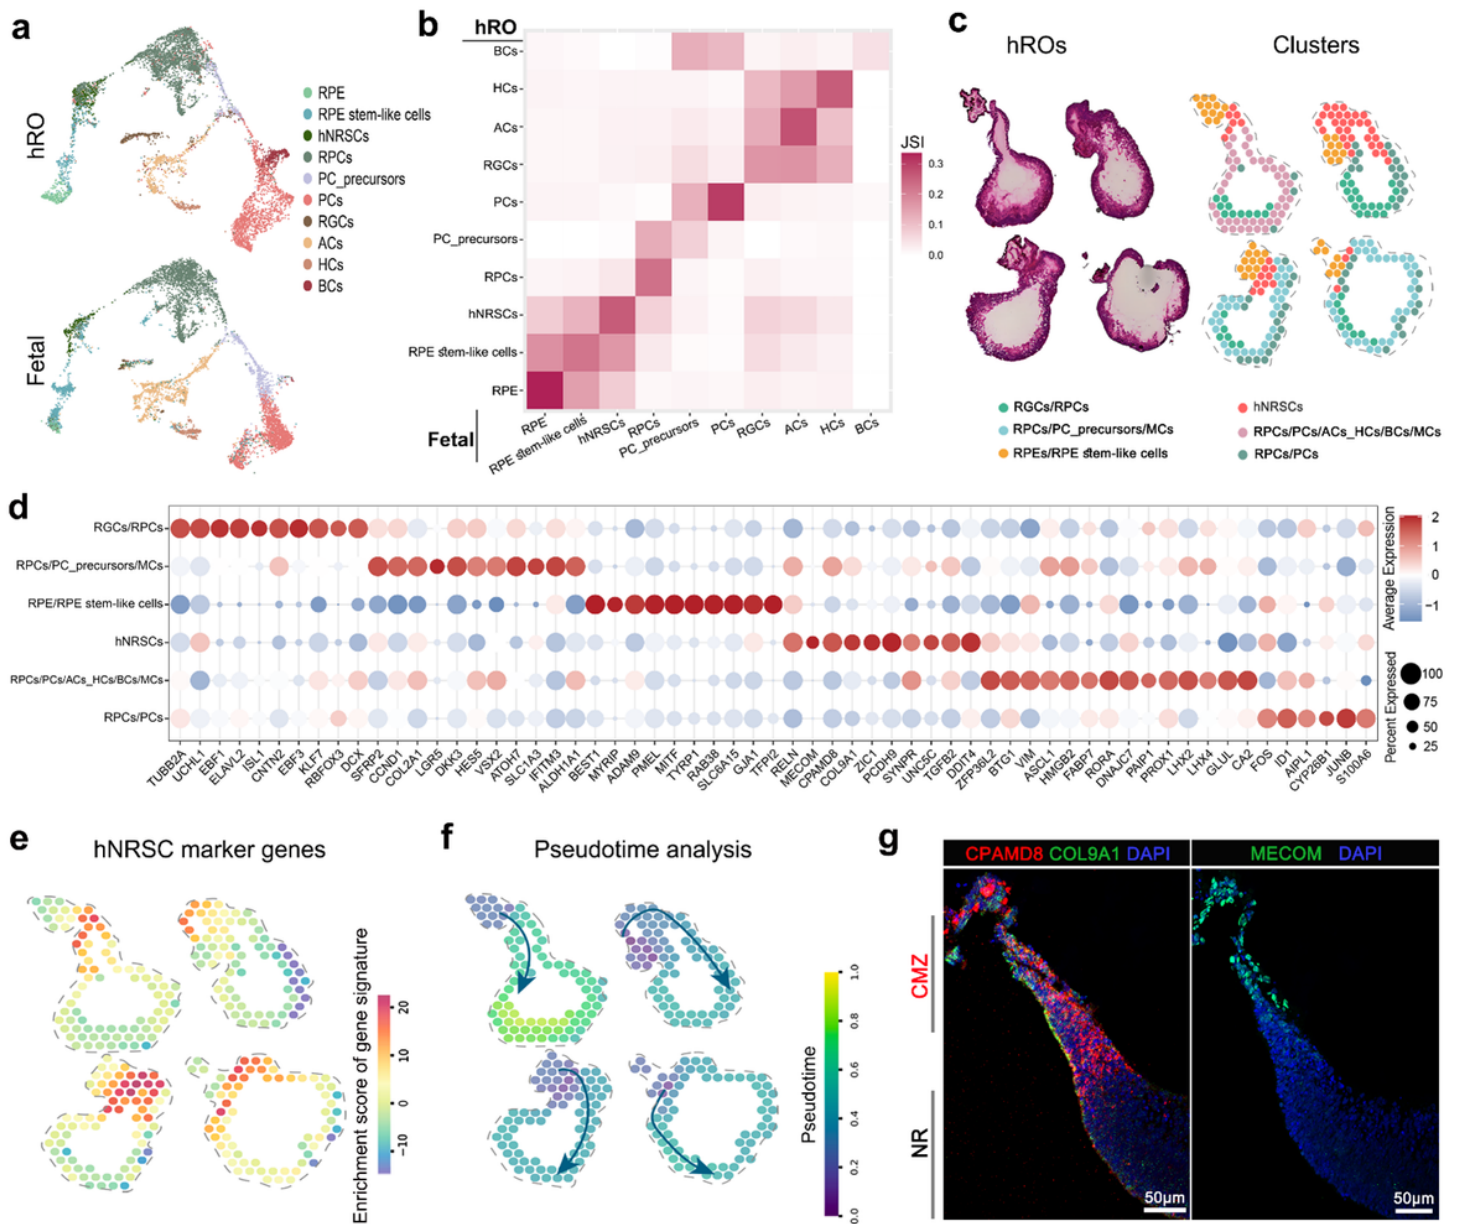 a
hRO
Fetal
RPE
RPE stem-like cells
hNRSCs
RPCs
PC_precursors
PCs
RGCs
ACs
HCs
BCs
b
hRO
BCs
HCs
ACs
RGCs
PCs
PC_precursors
RPCs
hNRSCs
RPE stem-like cells
RPE
Fetal
RPE
RPE stem-like cells
hNRSCs
RPCs
PC_precursors
PCs
RGCs
ACs
HCs
BCs
JSI
0.3
0.2
0.1
0.0
c
hROs
Clusters
RGCs/RPCs
RPCs/PC_precursors/MCs
RPEs/RPE stem-like cells
hNRSCs
RPCs/PCs/ACs_HCs/BCs/MCs
RPCs/PCs
d
RGCs/RPCs
RPCs/PC_precursors/MCs
RPE/RPE stem-like cells
hNRSCs
RPCs/PCs/ACs_HCs/BCs/MCs
RPCs/PCs
TUBB2A
UCHL1
EBF1
ELAVL2
ISL1
CNTN2
EBF3
KLF7
RBFOX3
DCX
SFRP2
CCND1
COL2A1
LGR5
DKK3
HES5
VSX2
ATOH7
SLC1A3
IFITM3
ALDH1A1
BEST1
MYRIP
ADAM9
PMEL
MITF
TYRP1
RAB38
SLC6A15
GJA1
TFPI2
RELN
MECOM
CPAMD8
COL9A1
ZIC1
PCDH9
SYNPR
UNC5C
TGFB2
DDIT4
ZFP36L2
BTG1
VIM
ASCL1
HMGB2
FABP7
RORA
DNAJC7
PAIP1
PROX1
LHX2
LHX4
GLUL
CA2
FOS
ID1
AIPL1
CYP26B1
JUNB
S100A6
Average Expression
2
1
0
−1
Percent Expressed
100
75
50
25
e
hNRSC marker genes
Enrichment score of gene signature
20
10
0
−10
f
Pseudotime analysis
Pseudotime
1.0
0.8
0.6
0.4
0.2
0.0
g
CPAMD8 COL9A1 DAPI
MECOM DAPI
CMZ
NR
50μm
50μm